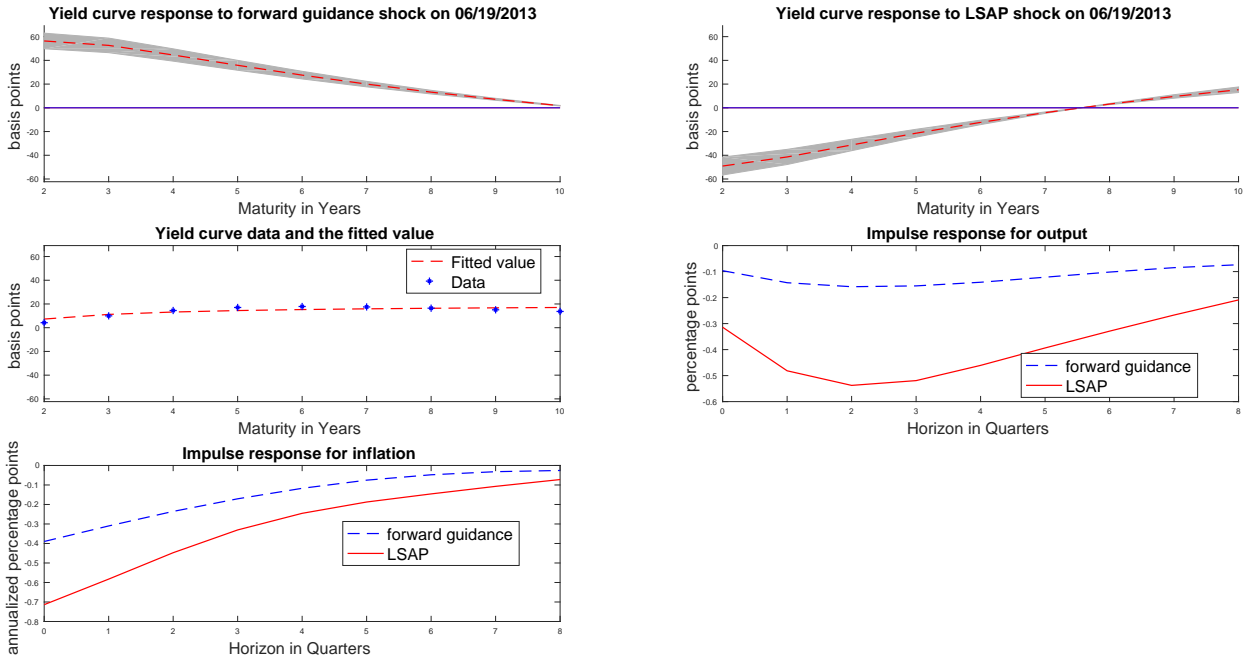 Yield curve response to forward guidance shock on 06/19/2013
basis points
60
40
20
0
-20
-40
-60
2 3 4 5 6 7 8 9 10
Maturity in Years
Yield curve response to LSAP shock on 06/19/2013
basis points
60
40
20
0
-20
-40
-60
2 3 4 5 6 7 8 9 10
Maturity in Years
Yield curve data and the fitted value
basis points
60
40
20
0
-20
-40
-60
Fitted value
Data
2 3 4 5 6 7 8 9 10
Maturity in Years
Impulse response for output
percentage points
0
-0.1
-0.2
-0.3
-0.4
-0.5
-0.6
forward guidance
LSAP
0 1 2 3 4 5 6 7 8
Horizon in Quarters
Impulse response for inflation
annualized percentage points
0
-0.1
-0.2
-0.3
-0.4
-0.5
-0.6
-0.7
-0.8
forward guidance
LSAP
0 1 2 3 4 5 6 7 8
Horizon in Quarters